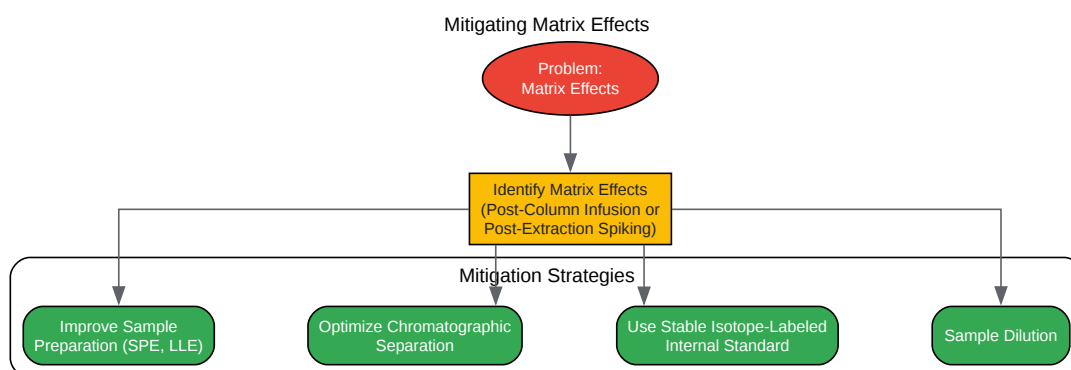 Mitigating Matrix Effects
Problem:
Matrix Effects
Identify Matrix Effects
(Post-Column Infusion or
Post-Extraction Spiking)
Mitigation Strategies
Improve Sample
Preparation (SPE, LLE)
Optimize Chromatographic
Separation
Use Stable Isotope-Labeled
Internal Standard
Sample Dilution